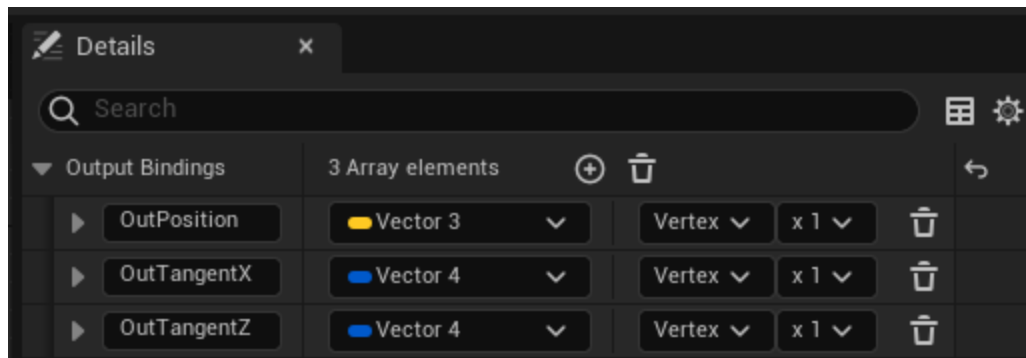 Details
Search
Output Bindings 3 Array elements
OutPosition Vector 3 Vertex x 1
OutTangentX Vector 4 Vertex x 1
OutTangentZ Vector 4 Vertex x 1